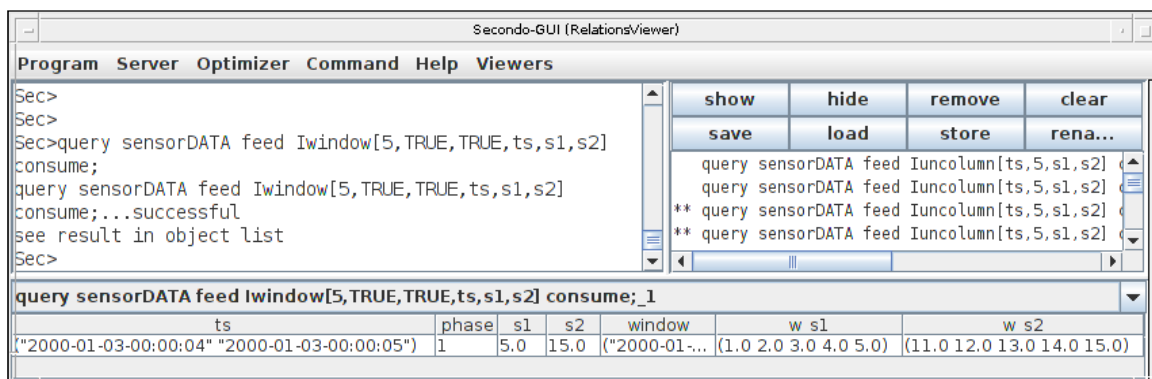 Secondo-GUI (RelationsViewer)
Program Server Optimizer Command Help Viewers
Sec>
Sec>
Sec>query sensorDATA feed Iwindow[5,TRUE,TRUE,ts,s1,s2]
consume;
query sensorDATA feed Iwindow[5,TRUE,TRUE,ts,s1,s2]
consume;...successful
see result in object list
Sec>
show hide remove clear
save load store rena...
query sensorDATA feed Iuncolumn[ts,5,s1,s2]
query sensorDATA feed Iuncolumn[ts,5,s1,s2]
** query sensorDATA feed Iuncolumn[ts,5,s1,s2]
** query sensorDATA feed Iuncolumn[ts,5,s1,s2]
query sensorDATA feed Iwindow[5,TRUE,TRUE,ts,s1,s2] consume;_1
ts phase s1 s2 window w_s1 w_s2
("2000-01-03-00:00:04" "2000-01-03-00:00:05") 1 5.0 15.0 ("2000-01-... (1.0 2.0 3.0 4.0 5.0) (11.0 12.0 13.0 14.0 15.0)